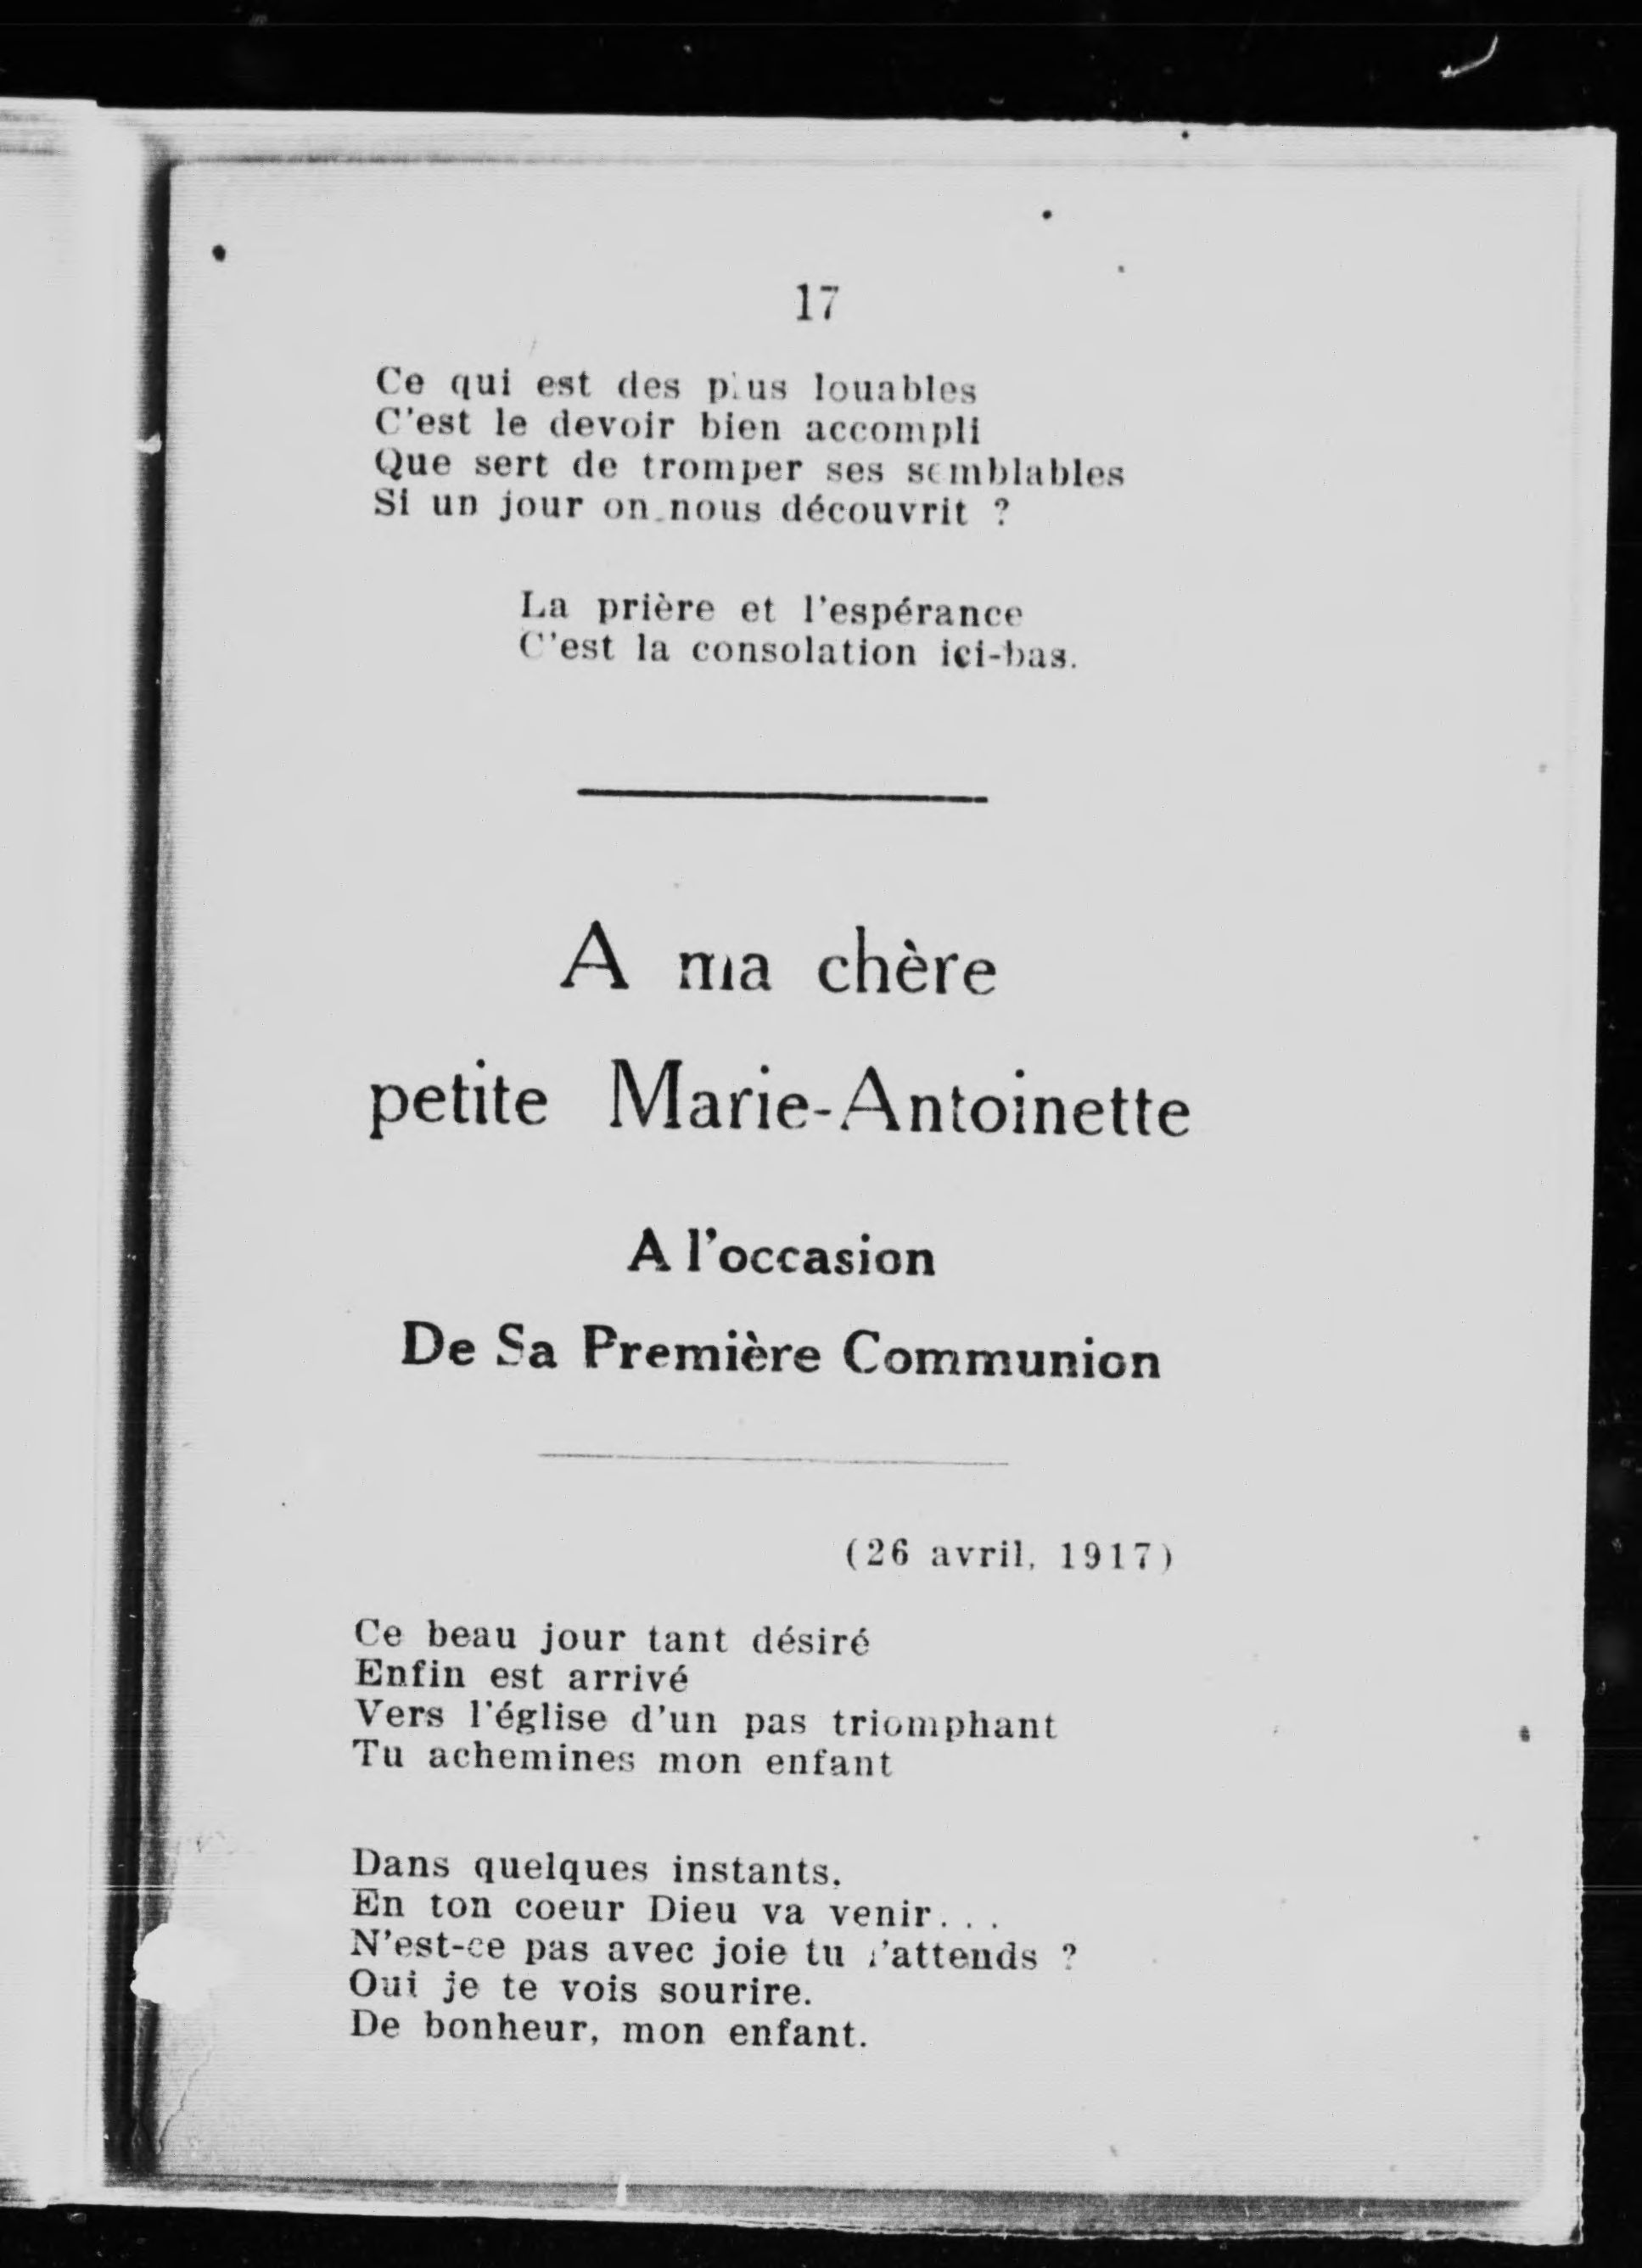 17
Ce qui est des plus louables
C'est le devoir bien accompli
Que sert de tromper ses semblables
Si un jour on nous découvrit ?
La prière et l'espérance
C'est la consolation ici-bas.
A ma chère
petite Marie-Antoinette
A l'occasion
De Sa Première Communion
(26 avril, 1917)
Ce beau jour tant désiré
Enfin est arrivé
Vers l'église d'un pas triomphant
Tu achemines mon enfant
Dans quelques instants.
En ton coeur Dieu va venir...
N'est-ce pas avec joie tu l'attends ?
Oui je te vois sourire.
De bonheur, mon enfant.